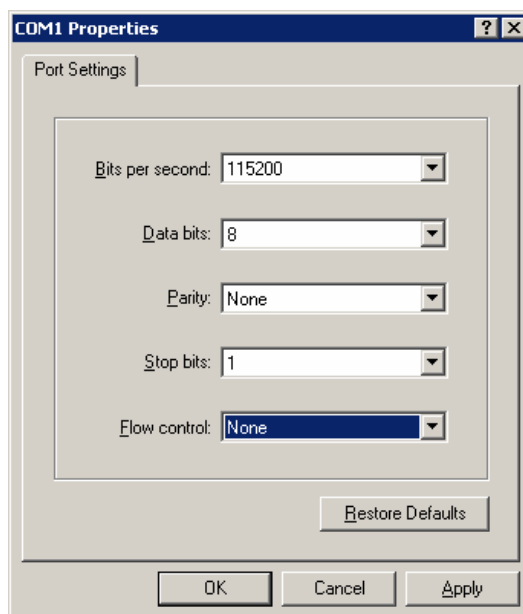 COM1 Properties
Port Settings
Bits per second: 115200
Data bits: 8
Parity: None
Stop bits: 1
Flow control: None
Restore Defaults
OK Cancel Apply